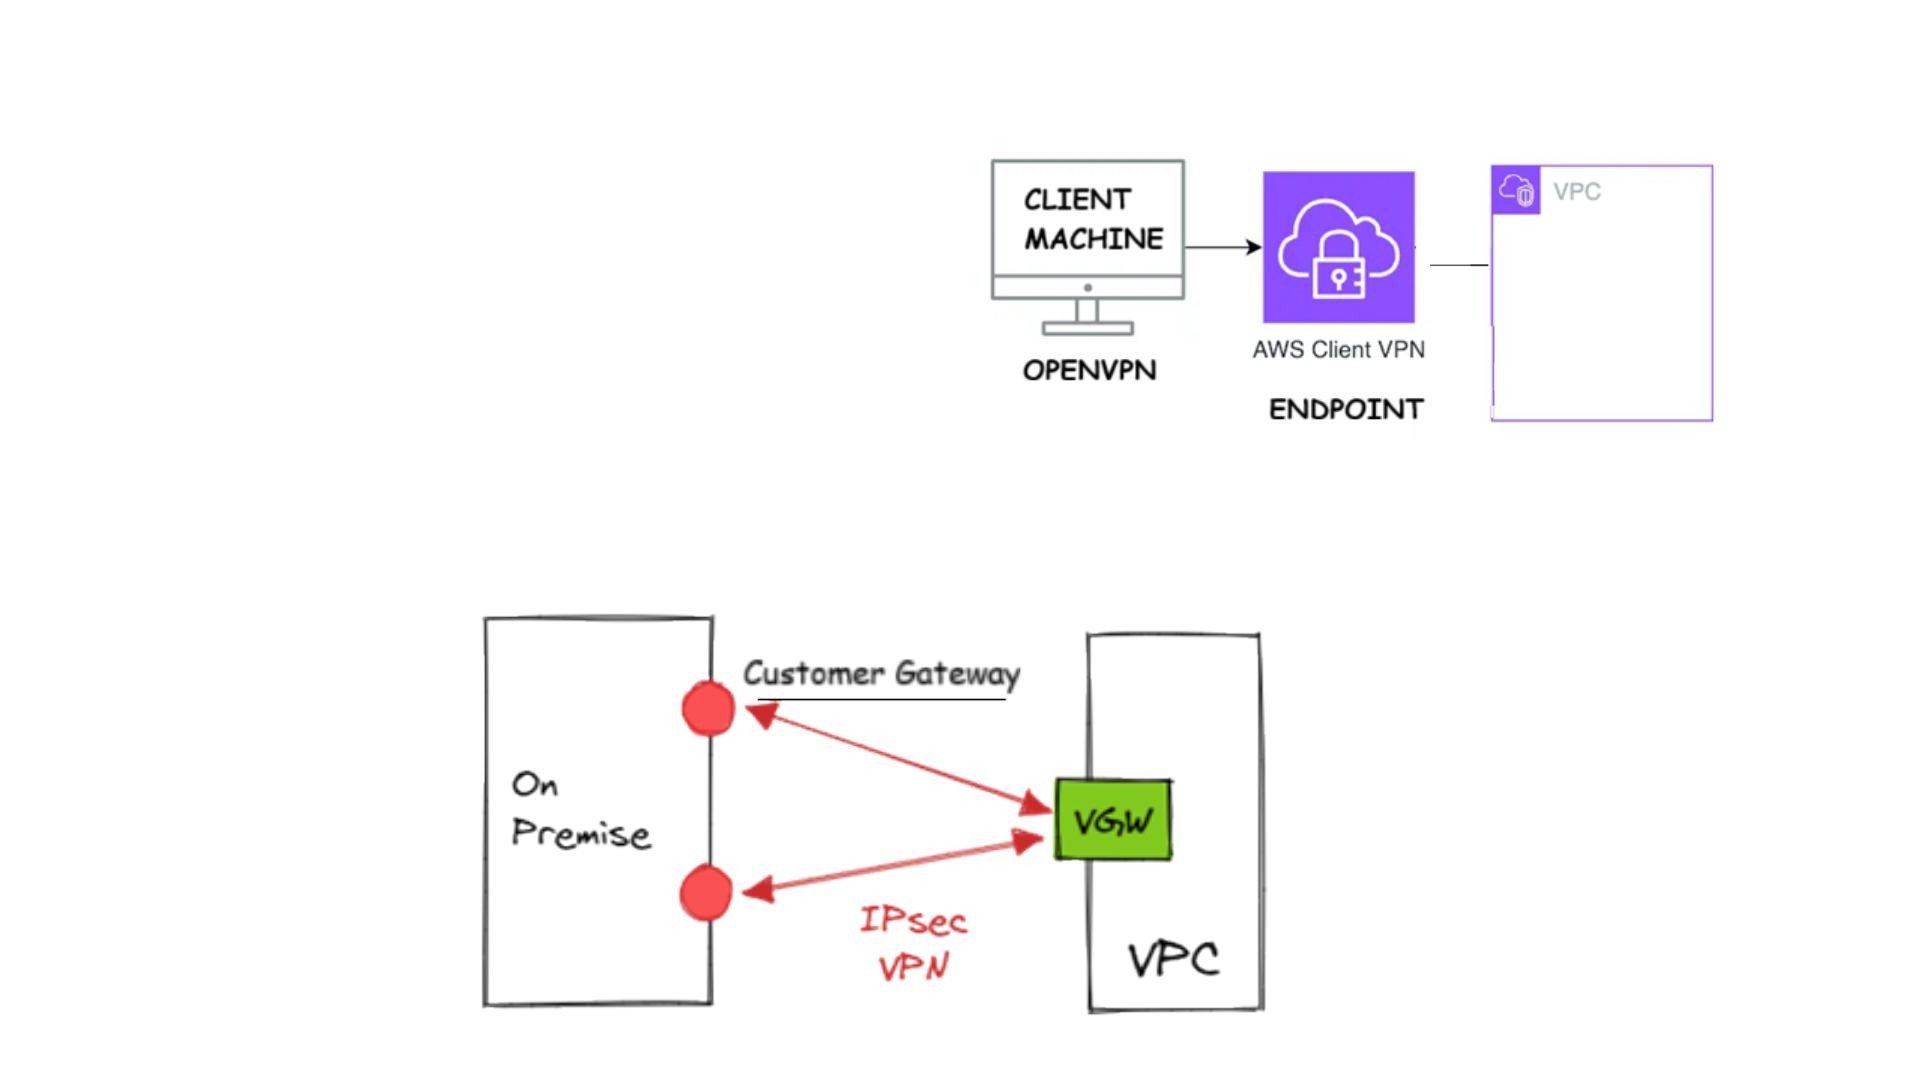 CLIENT
MACHINE
OPENVPN
AWS Client VPN
ENDPOINT
VPC
Customer Gateway
On
Premise
VGW
IPsec
VPN
VPC